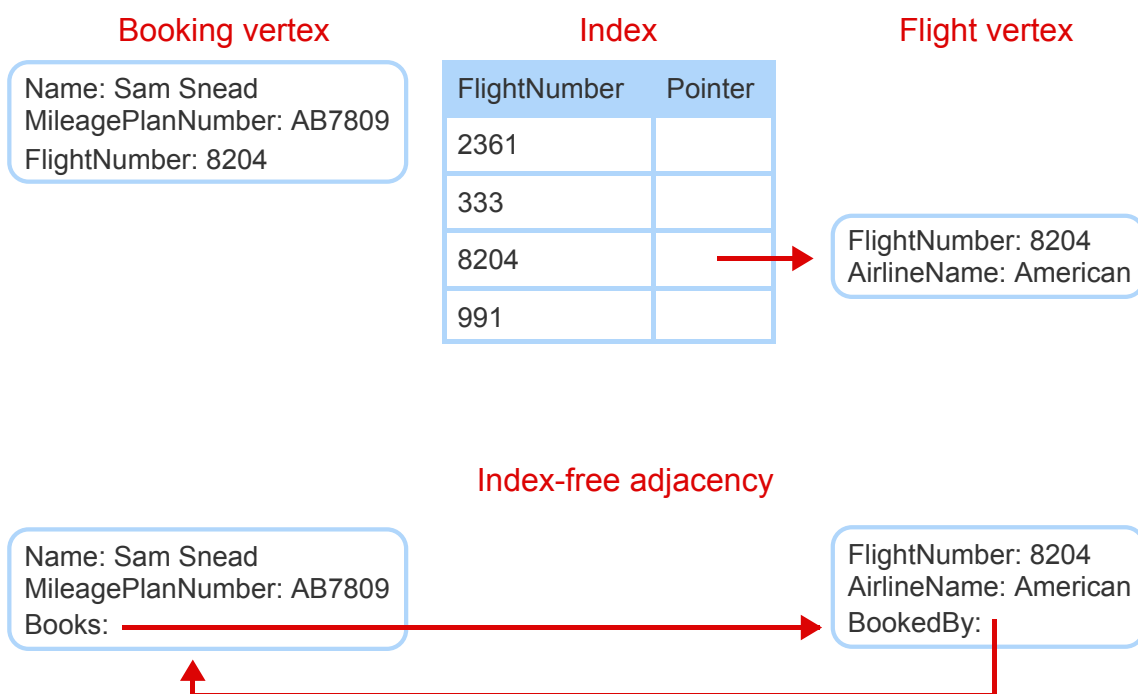 Booking vertex
Index
Flight vertex
Name: Sam Snead
MileagePlanNumber: AB7809
FlightNumber: 8204
FlightNumber Pointer
2361
333
8204
991
FlightNumber: 8204
AirlineName: American
Index-free adjacency
Name: Sam Snead
MileagePlanNumber: AB7809
Books:
FlightNumber: 8204
AirlineName: American
BookedBy: